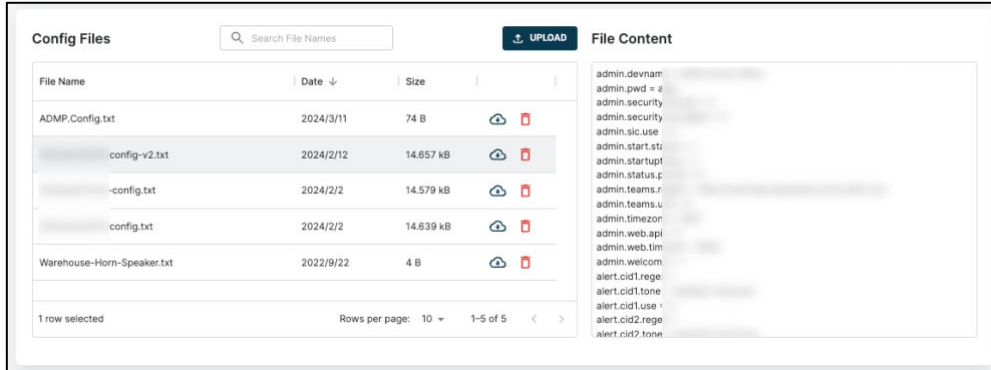 Config Files
Search File Names
UPLOAD
File Name Date ↓ Size
ADMP.Config.txt 2024/3/11 74 B
config-v2.txt 2024/2/12 14.657 kB
-config.txt 2024/2/2 14.579 kB
config.txt 2024/2/2 14.639 kB
Warehouse-Horn-Speaker.txt 2022/9/22 4 B
1 row selected Rows per page: 10 1–5 of 5 < >
File Content
admin.devnam
admin.pwd = a
admin.security
admin.security
admin.sic.use
admin.start.sta
admin.startupt
admin.status.p
admin.teams.r
admin.teams.u
admin.timezon
admin.web.api
admin.web.tim
admin.welcom
alert.cid1.rege
alert.cid1.tone
alert.cid1.use =
alert.cid2.rege
alert.cid2.tone